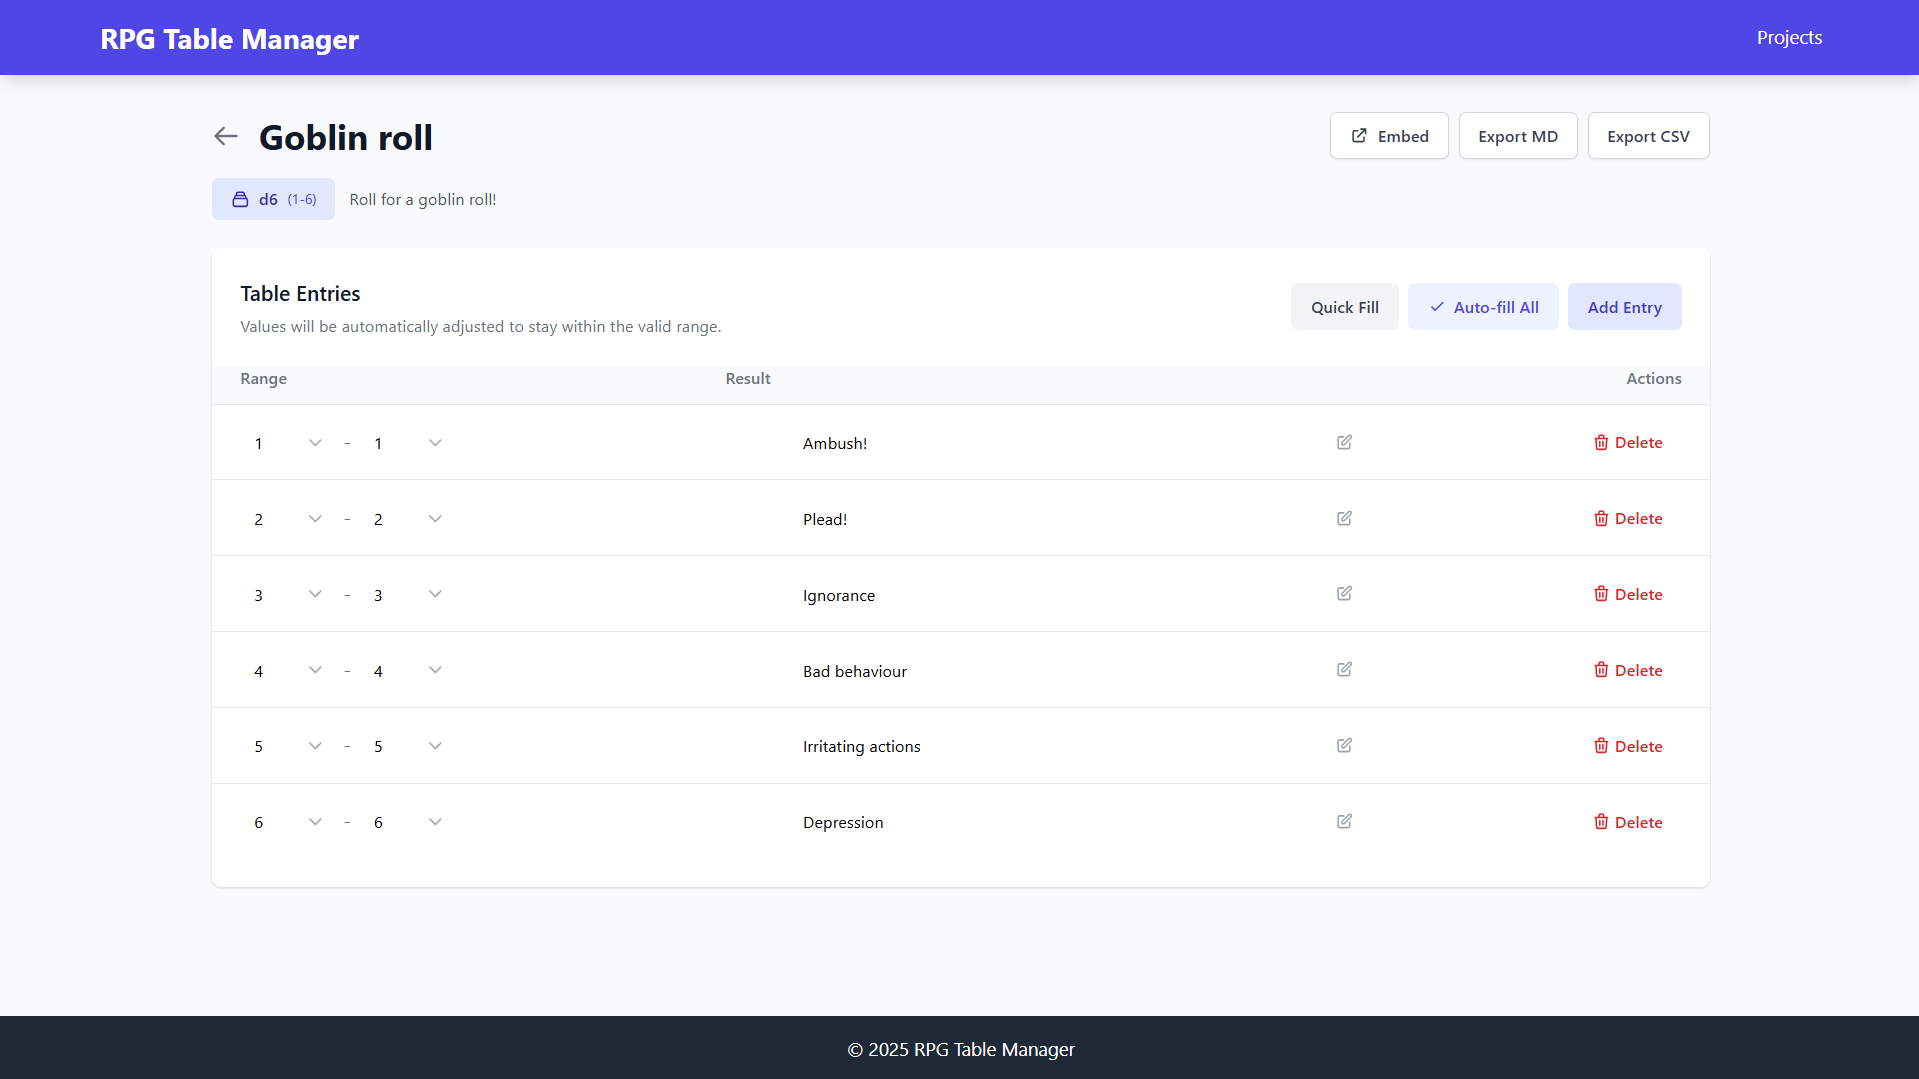 RPG Table Manager
Projects
Goblin roll
Embed
Export MD
Export CSV
d6 (1-6)
Roll for a goblin roll!
Table Entries
Values will be automatically adjusted to stay within the valid range.
Quick Fill
Auto-fill All
Add Entry
Range Result Actions
1 - 1 Ambush! Delete
2 - 2 Plead! Delete
3 - 3 Ignorance Delete
4 - 4 Bad behaviour Delete
5 - 5 Irritating actions Delete
6 - 6 Depression Delete
© 2025 RPG Table Manager